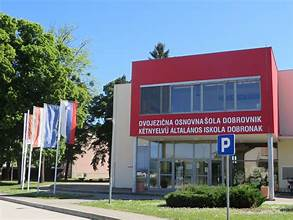 DVOJEZIČNA OSNOVNA ŠOLA DOBROVNIK
KÉTNYELVŰ ÁLTALÁNOS ISKOLA DOBRONAK
P